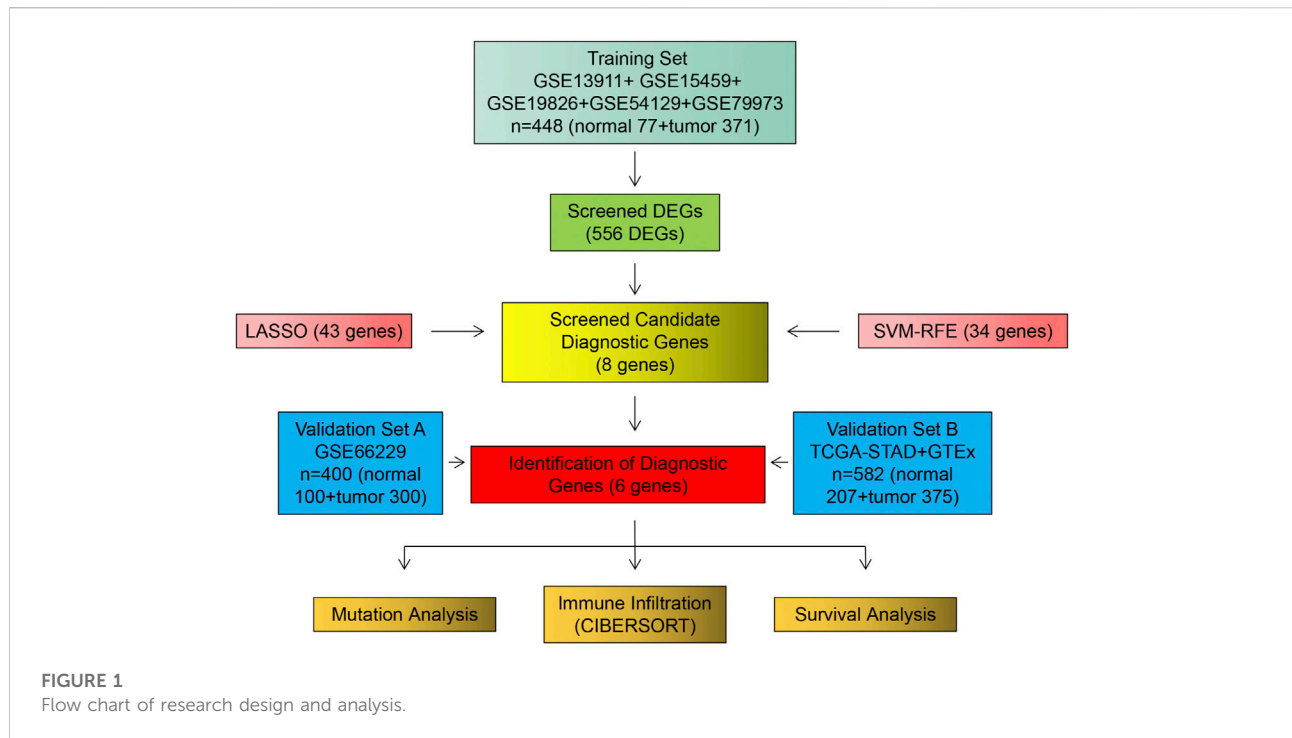 Training Set
GSE13911+ GSE15459+
GSE19826+GSE54129+GSE79973
n=448 (normal 77+tumor 371)
Screened DEGs
(556 DEGs)
LASSO (43 genes)
Screened Candidate
Diagnostic Genes
(8 genes)
SVM-RFE (34 genes)
Validation Set A
GSE66229
n=400 (normal
100+tumor 300)
Identification of Diagnostic
Genes (6 genes)
Validation Set B
TCGA-STAD+GTEx
n=582 (normal
207+tumor 375)
Mutation Analysis
Immune Infiltration
(CIBERSORT)
Survival Analysis
FIGURE 1
Flow chart of research design and analysis.